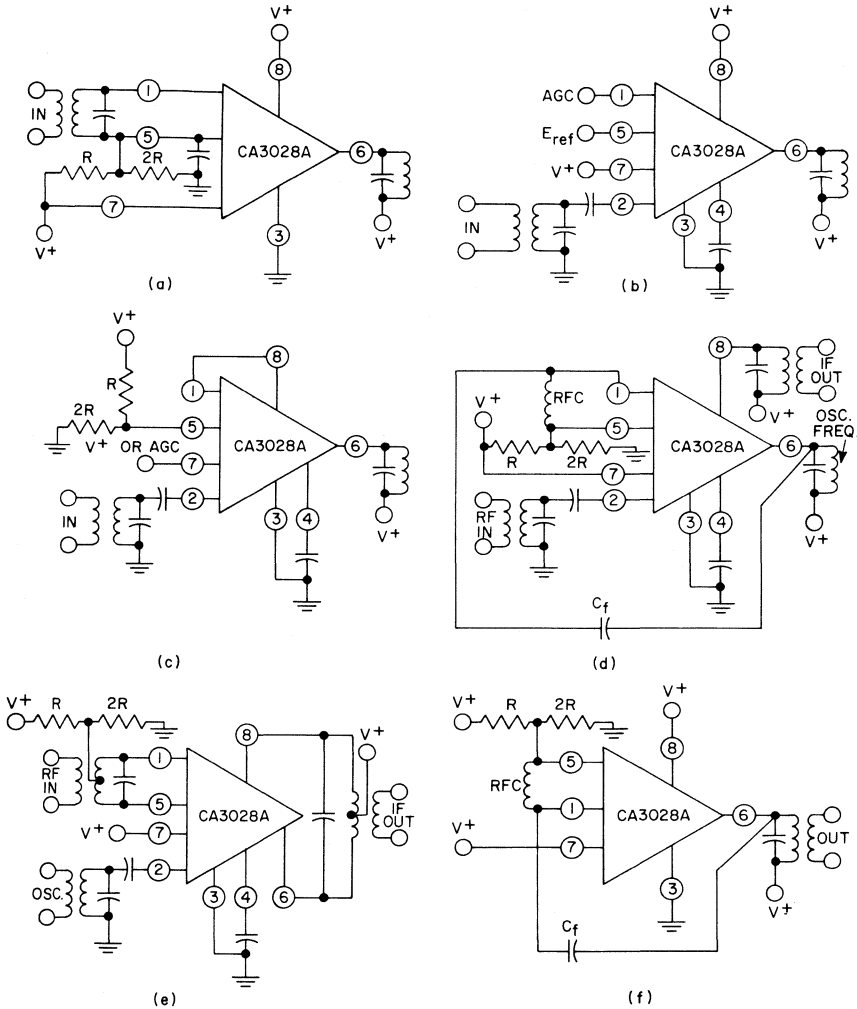 V+
8
1
IN
5
CA3028A
6
R
2R
7
V+
3
V+
(a)
V+
8
AGC
1
Eref
5
CA3028A
6
V+
7
2
IN
3
4
V+
(b)
V+
8
1
R
2R
5
V+
CA3028A
6
OR AGC
7
IN
2
3
4
V+
(c)
8
IF
OUT
1
V+
RFC
V+
OSC.
FREQ.
5
CA3028A
6
R
2R
7
RF
IN
2
3
4
V+
Cf
(d)
V+
R
2R
V+
8
RF
IN
1
5
CA3028A
IF
OUT
V+
7
OSC.
2
3
4
6
(e)
V+
R
2R
V+
8
5
RFC
1
CA3028A
6
OUT
V+
7
3
V+
Cf
(f)